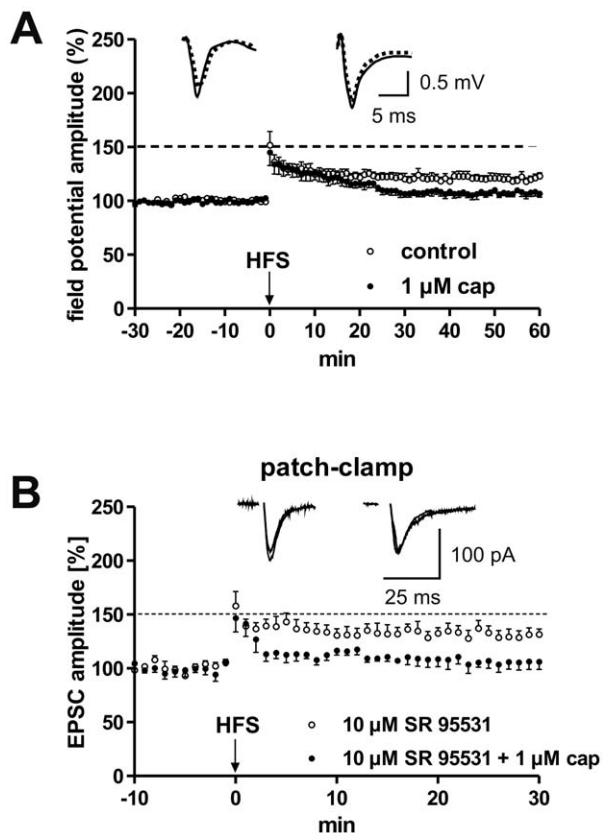 A
field potential amplitude (%)
250
200
150
100
50
0
0.5 mV
5 ms
HFS
control
1 µM cap
-30
-20
-10
0
10
20
30
40
50
60
min
patch-clamp
B
EPSC amplitude [%]
250
200
150
100
50
0
100 pA
25 ms
HFS
10 µM SR 95531
10 µM SR 95531 + 1 µM cap
-10
0
10
20
30
min